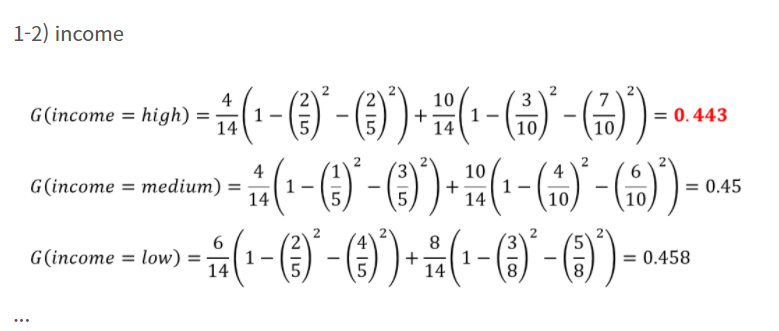 1-2) income
G(income = high) = 4/14 (1 − (2/5)² − (2/5)²) + 10/14 (1 − (3/10)² − (7/10)²) = 0.443
G(income = medium) = 4/14 (1 − (1/5)² − (3/5)²) + 10/14 (1 − (4/10)² − (6/10)²) = 0.45
G(income = low) = 6/14 (1 − (2/5)² − (4/5)²) + 8/14 (1 − (3/8)² − (5/8)²) = 0.458
...